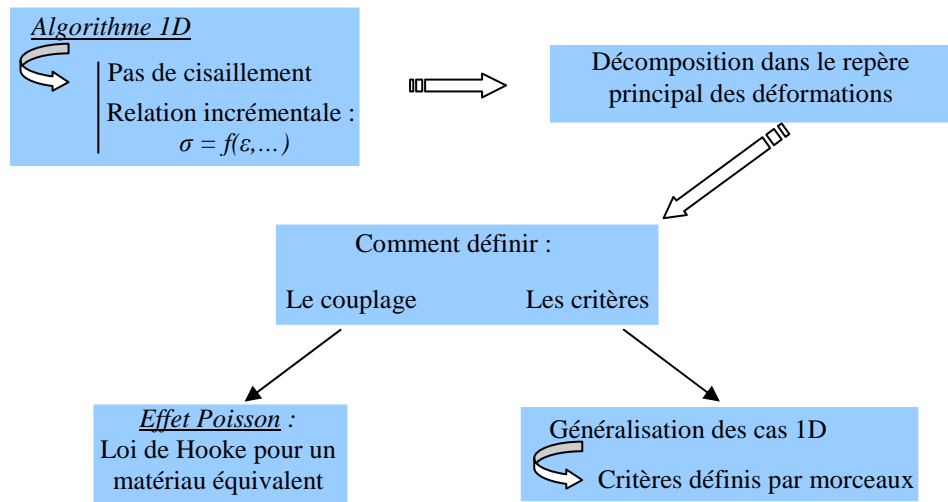 Algorithme 1D
Pas de cisaillement
Relation incrémentale :
σ = f(ε,…)
Décomposition dans le repère
principal des déformations
Comment définir :
Le couplage Les critères
Effet Poisson :
Loi de Hooke pour un
matériau équivalent
Généralisation des cas 1D
Critères définis par morceaux